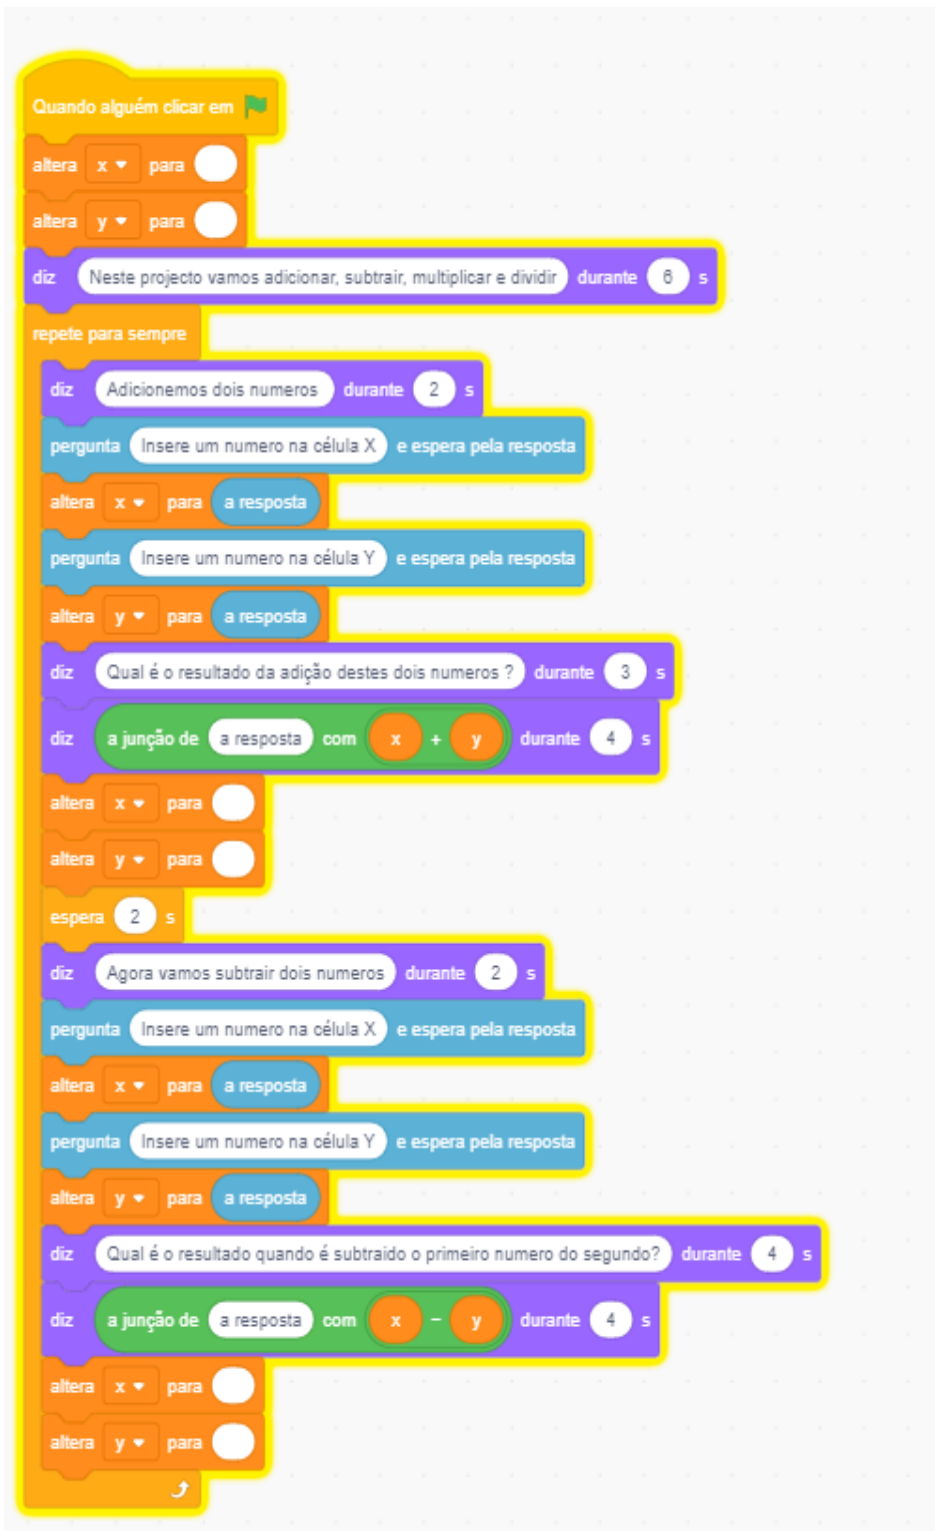 Quando alguém clicar em
altera x para
altera y para
diz Neste projecto vamos adicionar, subtrair, multiplicar e dividir durante 6 s
repete para sempre
diz Adicionemos dois numeros durante 2 s
pergunta Insere um numero na célula X e espera pela resposta
altera x para a resposta
pergunta Insere um numero na célula Y e espera pela resposta
altera y para a resposta
diz Qual é o resultado da adição destes dois numeros ? durante 3 s
diz a junção de a resposta com x + y durante 4 s
altera x para
altera y para
espera 2 s
diz Agora vamos subtrair dois numeros durante 2 s
pergunta Insere um numero na célula X e espera pela resposta
altera x para a resposta
pergunta Insere um numero na célula Y e espera pela resposta
altera y para a resposta
diz Qual é o resultado quando é subtraido o primeiro numero do segundo? durante 4 s
diz a junção de a resposta com x - y durante 4 s
altera x para
altera y para